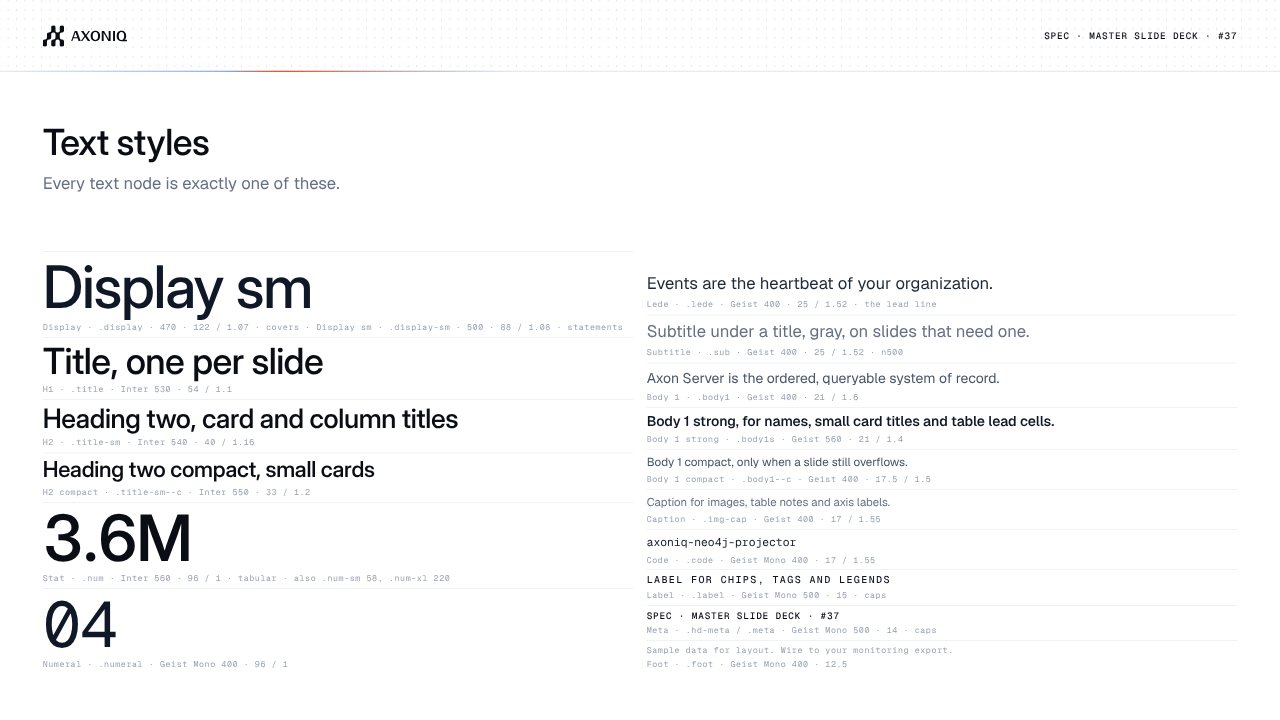 AXONIQ
SPEC · MASTER SLIDE DECK · #37
Text styles
Every text node is exactly one of these.
Display sm
Display · .display · 470 · 122 / 1.07 · covers · Display sm · .display-sm · 500 · 88 / 1.08 · statements
Title, one per slide
H1 · .title · Inter 530 · 54 / 1.1
Heading two, card and column titles
H2 · .title-sm · Inter 540 · 40 / 1.16
Heading two compact, small cards
H2 compact · .title-sm--c · Inter 550 · 33 / 1.2
3.6M
Stat · .num · Inter 560 · 96 / 1 · tabular · also .num-sm 58, .num-xl 220
04
Numeral · .numeral · Geist Mono 400 · 96 / 1
Events are the heartbeat of your organization.
Lede · .lede · Geist 400 · 25 / 1.52 · the lead line
Subtitle under a title, gray, on slides that need one.
Subtitle · .sub · Geist 400 · 25 / 1.52 · n500
Axon Server is the ordered, queryable system of record.
Body 1 · .body1 · Geist 400 · 21 / 1.6
Body 1 strong, for names, small card titles and table lead cells.
Body 1 strong · .body1s · Geist 560 · 21 / 1.4
Body 1 compact, only when a slide still overflows.
Body 1 compact · .body1--c · Geist 400 · 17.5 / 1.5
Caption for images, table notes and axis labels.
Caption · .img-cap · Geist 400 · 17 / 1.55
axoniq-neo4j-projector
Code · .code · Geist Mono 400 · 17 / 1.55
LABEL FOR CHIPS, TAGS AND LEGENDS
Label · .label · Geist Mono 500 · 15 · caps
SPEC · MASTER SLIDE DECK · #37
Meta · .hd-meta / .meta · Geist Mono 500 · 14 · caps
Sample data for layout. Wire to your monitoring export.
Foot · .foot · Geist Mono 400 · 12.5